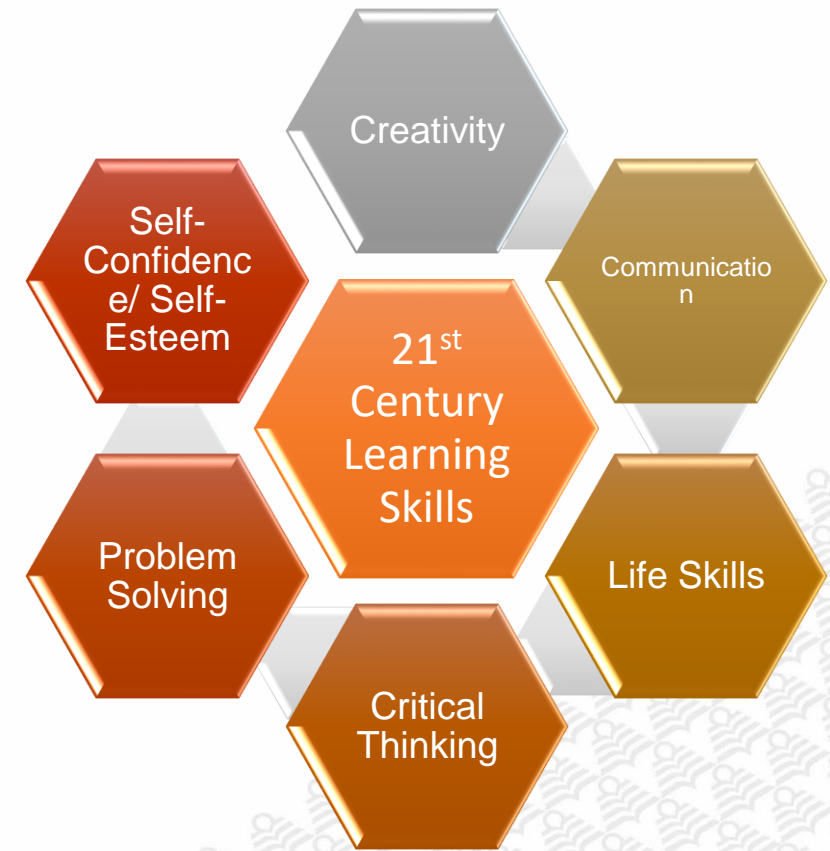 Creativity
Communicatio
n
Life Skills
Critical
Thinking
Problem
Solving
Self-
Confidenc
e/ Self-
Esteem
21st
Century
Learning
Skills